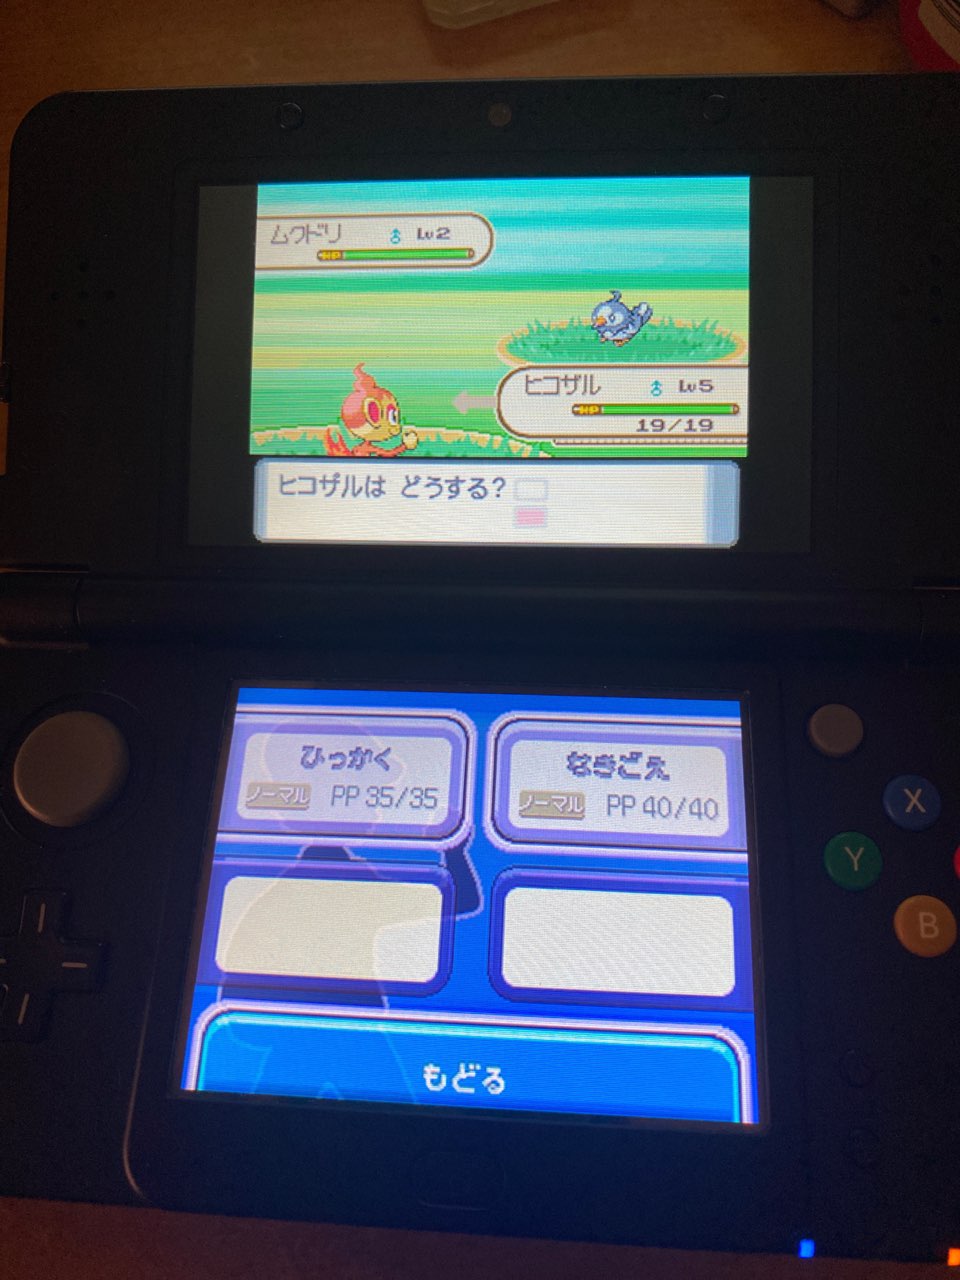 ムクドリ ♂ Lv2
HP
ヒコザル ♂ Lv5
HP
19/19
ヒコザルは どうする?
ひっかく
ノーマル PP 35/35
なきごえ
ノーマル PP 40/40
もどる
X
Y
B